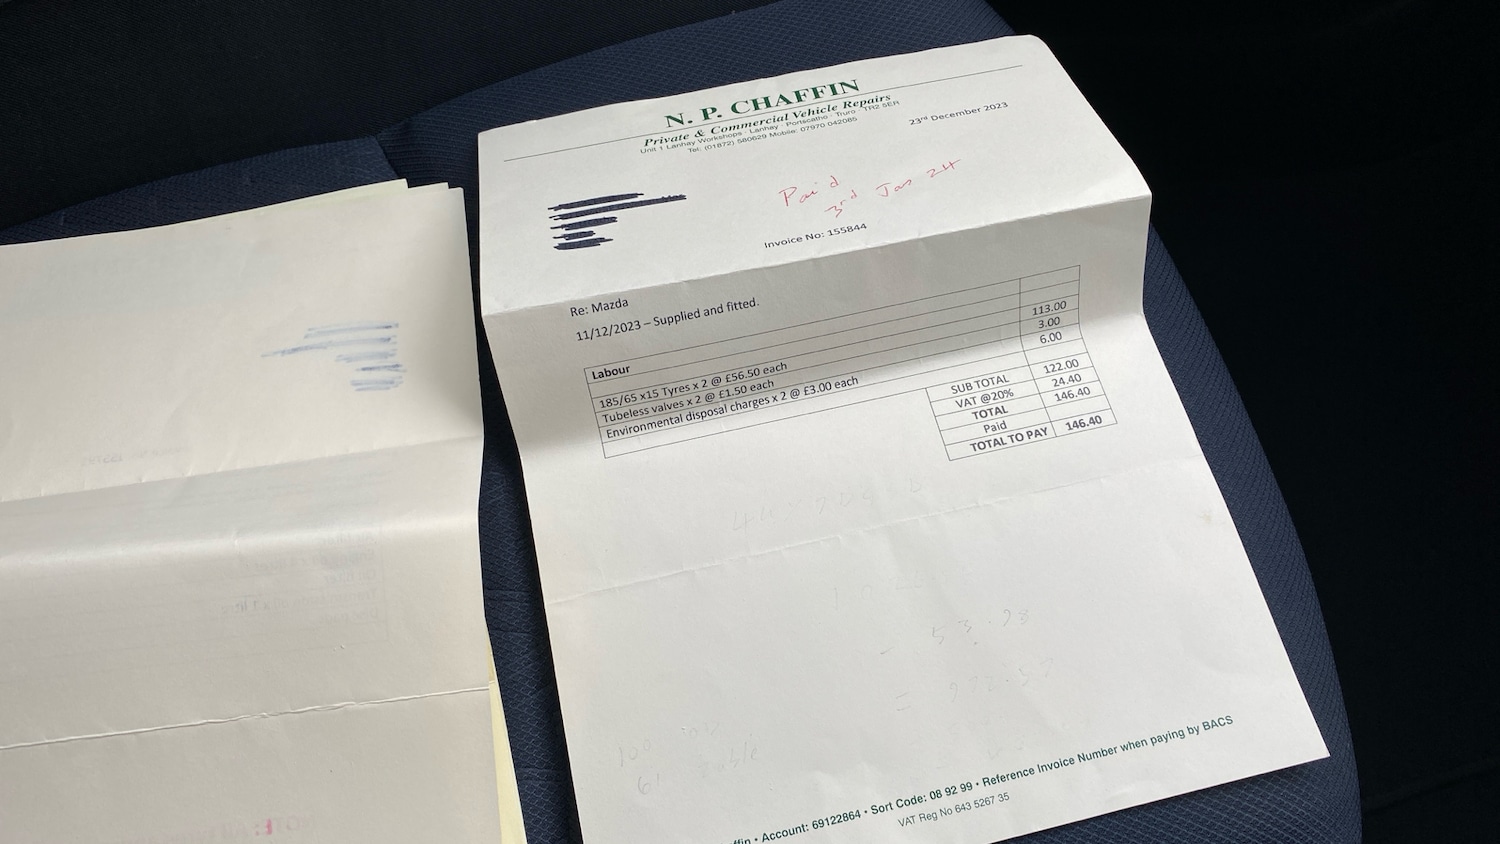 N. P. CHAFFIN
Private & Commercial Vehicle Repairs
Unit 1 Lanhay Workshops · Lanhay · Portscatho · Truro · TR2 5ER
Tel: (01872) 580629 Mobile: 07970 042085
23rd December 2023
Paid
3rd Jan 24
Invoice No: 155844
Re: Mazda
11/12/2023 – Supplied and fitted.
Labour
185/65 x15 Tyres x 2 @ £56.50 each 113.00
Tubeless valves x 2 @ £1.50 each 3.00
Environmental disposal charges x 2 @ £3.00 each 6.00
SUB TOTAL 122.00
VAT @20% 24.40
TOTAL 146.40
Paid
TOTAL TO PAY 146.40
53.98
ffin • Account: 69122864 • Sort Code: 08 92 99 • Reference Invoice Number when paying by BACS
VAT Reg No 643 5267 35